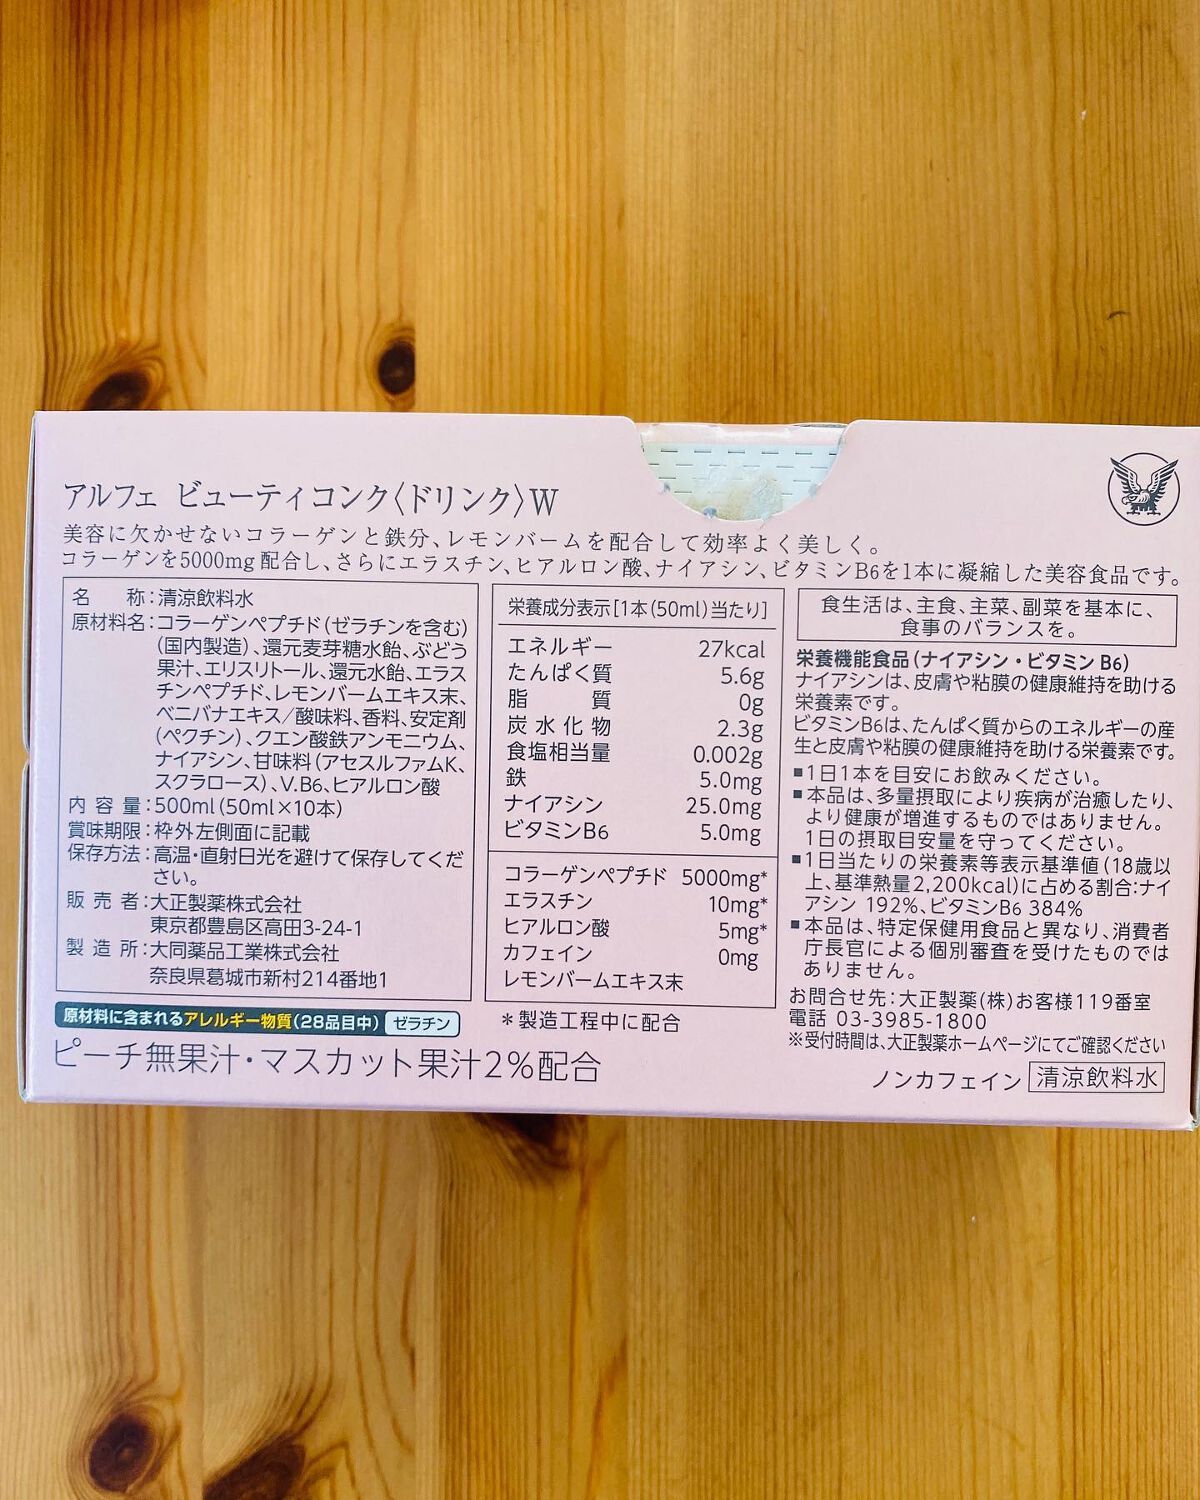 アルフェ ビューティコンク〈ドリンク〉W
美容に欠かせないコラーゲンと鉄分、レモンバームを配合して効率よく美しく。
コラーゲンを5000mg配合し、さらにエラスチン、ヒアルロン酸、ナイアシン、ビタミンB6を1本に凝縮した美容食品です。
名　称:清涼飲料水
原材料名:コラーゲンペプチド(ゼラチンを含む)
(国内製造)、還元麦芽糖水飴、ぶどう
果汁、エリスリトール、還元水飴、エラス
チンペプチド、レモンバームエキス末、
ベニバナエキス/酸味料、香料、安定剤
(ペクチン)、クエン酸鉄アンモニウム、
ナイアシン、甘味料(アセスルファムK、
スクラロース)、V.B6、ヒアルロン酸
内 容 量:500ml(50ml×10本)
賞味期限:枠外左側面に記載
保存方法:高温・直射日光を避けて保存してくだ
さい。
販 売 者:大正製薬株式会社
東京都豊島区高田3-24-1
製 造 所:大同薬品工業株式会社
奈良県葛城市新村214番地1
原材料に含まれるアレルギー物質(28品目中) ゼラチン
ピーチ無果汁・マスカット果汁2%配合
栄養成分表示[1本(50ml)当たり]
エネルギー 27kcal
たんぱく質 5.6g
脂　質 0g
炭水化物 2.3g
食塩相当量 0.002g
鉄 5.0mg
ナイアシン 25.0mg
ビタミンB6 5.0mg
コラーゲンペプチド 5000mg*
エラスチン 10mg*
ヒアルロン酸 5mg*
カフェイン 0mg
レモンバームエキス末
*製造工程中に配合
食生活は、主食、主菜、副菜を基本に、
食事のバランスを。
栄養機能食品(ナイアシン・ビタミンB6)
ナイアシンは、皮膚や粘膜の健康維持を助ける
栄養素です。
ビタミンB6は、たんぱく質からのエネルギーの産
生と皮膚や粘膜の健康維持を助ける栄養素です。
■1日1本を目安にお飲みください。
■本品は、多量摂取により疾病が治癒したり、
より健康が増進するものではありません。
1日の摂取目安量を守ってください。
■1日当たりの栄養素等表示基準値(18歳以
上、基準熱量2,200kcal)に占める割合:ナイ
アシン 192%、ビタミンB6 384%
■本品は、特定保健用食品と異なり、消費者
庁長官による個別審査を受けたものでは
ありません。
お問合せ先:大正製薬(株)お客様119番室
電話 03-3985-1800
※受付時間は、大正製薬ホームページにてご確認ください
ノンカフェイン 清涼飲料水